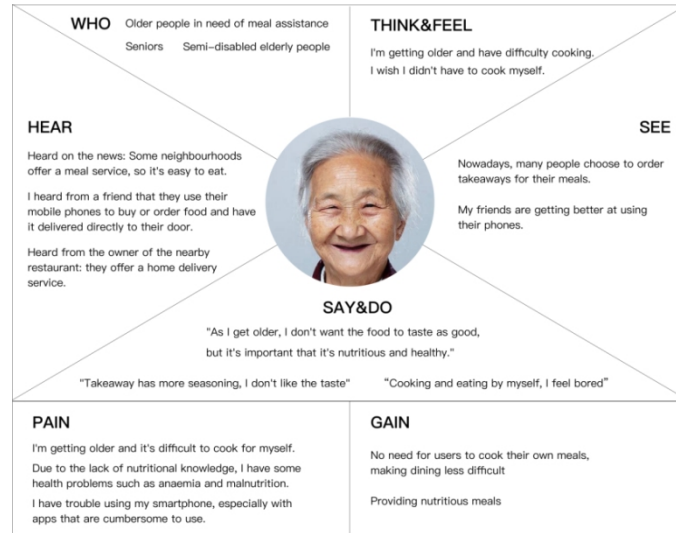 WHO
Older people in need of meal assistance
Seniors Semi-disabled elderly people
THINK&FEEL
I'm getting older and have difficulty cooking.
I wish I didn't have to cook myself.
HEAR
Heard on the news: Some neighbourhoods
offer a meal service, so it's easy to eat.
I heard from a friend that they use their
mobile phones to buy or order food and have
it delivered directly to their door.
Heard from the owner of the nearby
restaurant: they offer a home delivery
service.
SEE
Nowadays, many people choose to order
takeaways for their meals.
My friends are getting better at using
their phones.
SAY&DO
"As I get older, I don't want the food to taste as good,
but it's important that it's nutritious and healthy."
"Takeaway has more seasoning, I don't like the taste"
“Cooking and eating by myself, I feel bored”
PAIN
I'm getting older and it's difficult to cook for myself.
Due to the lack of nutritional knowledge, I have some
health problems such as anaemia and malnutrition.
I have trouble using my smartphone, especially with
apps that are cumbersome to use.
GAIN
No need for users to cook their own meals,
making dining less difficult
Providing nutritious meals